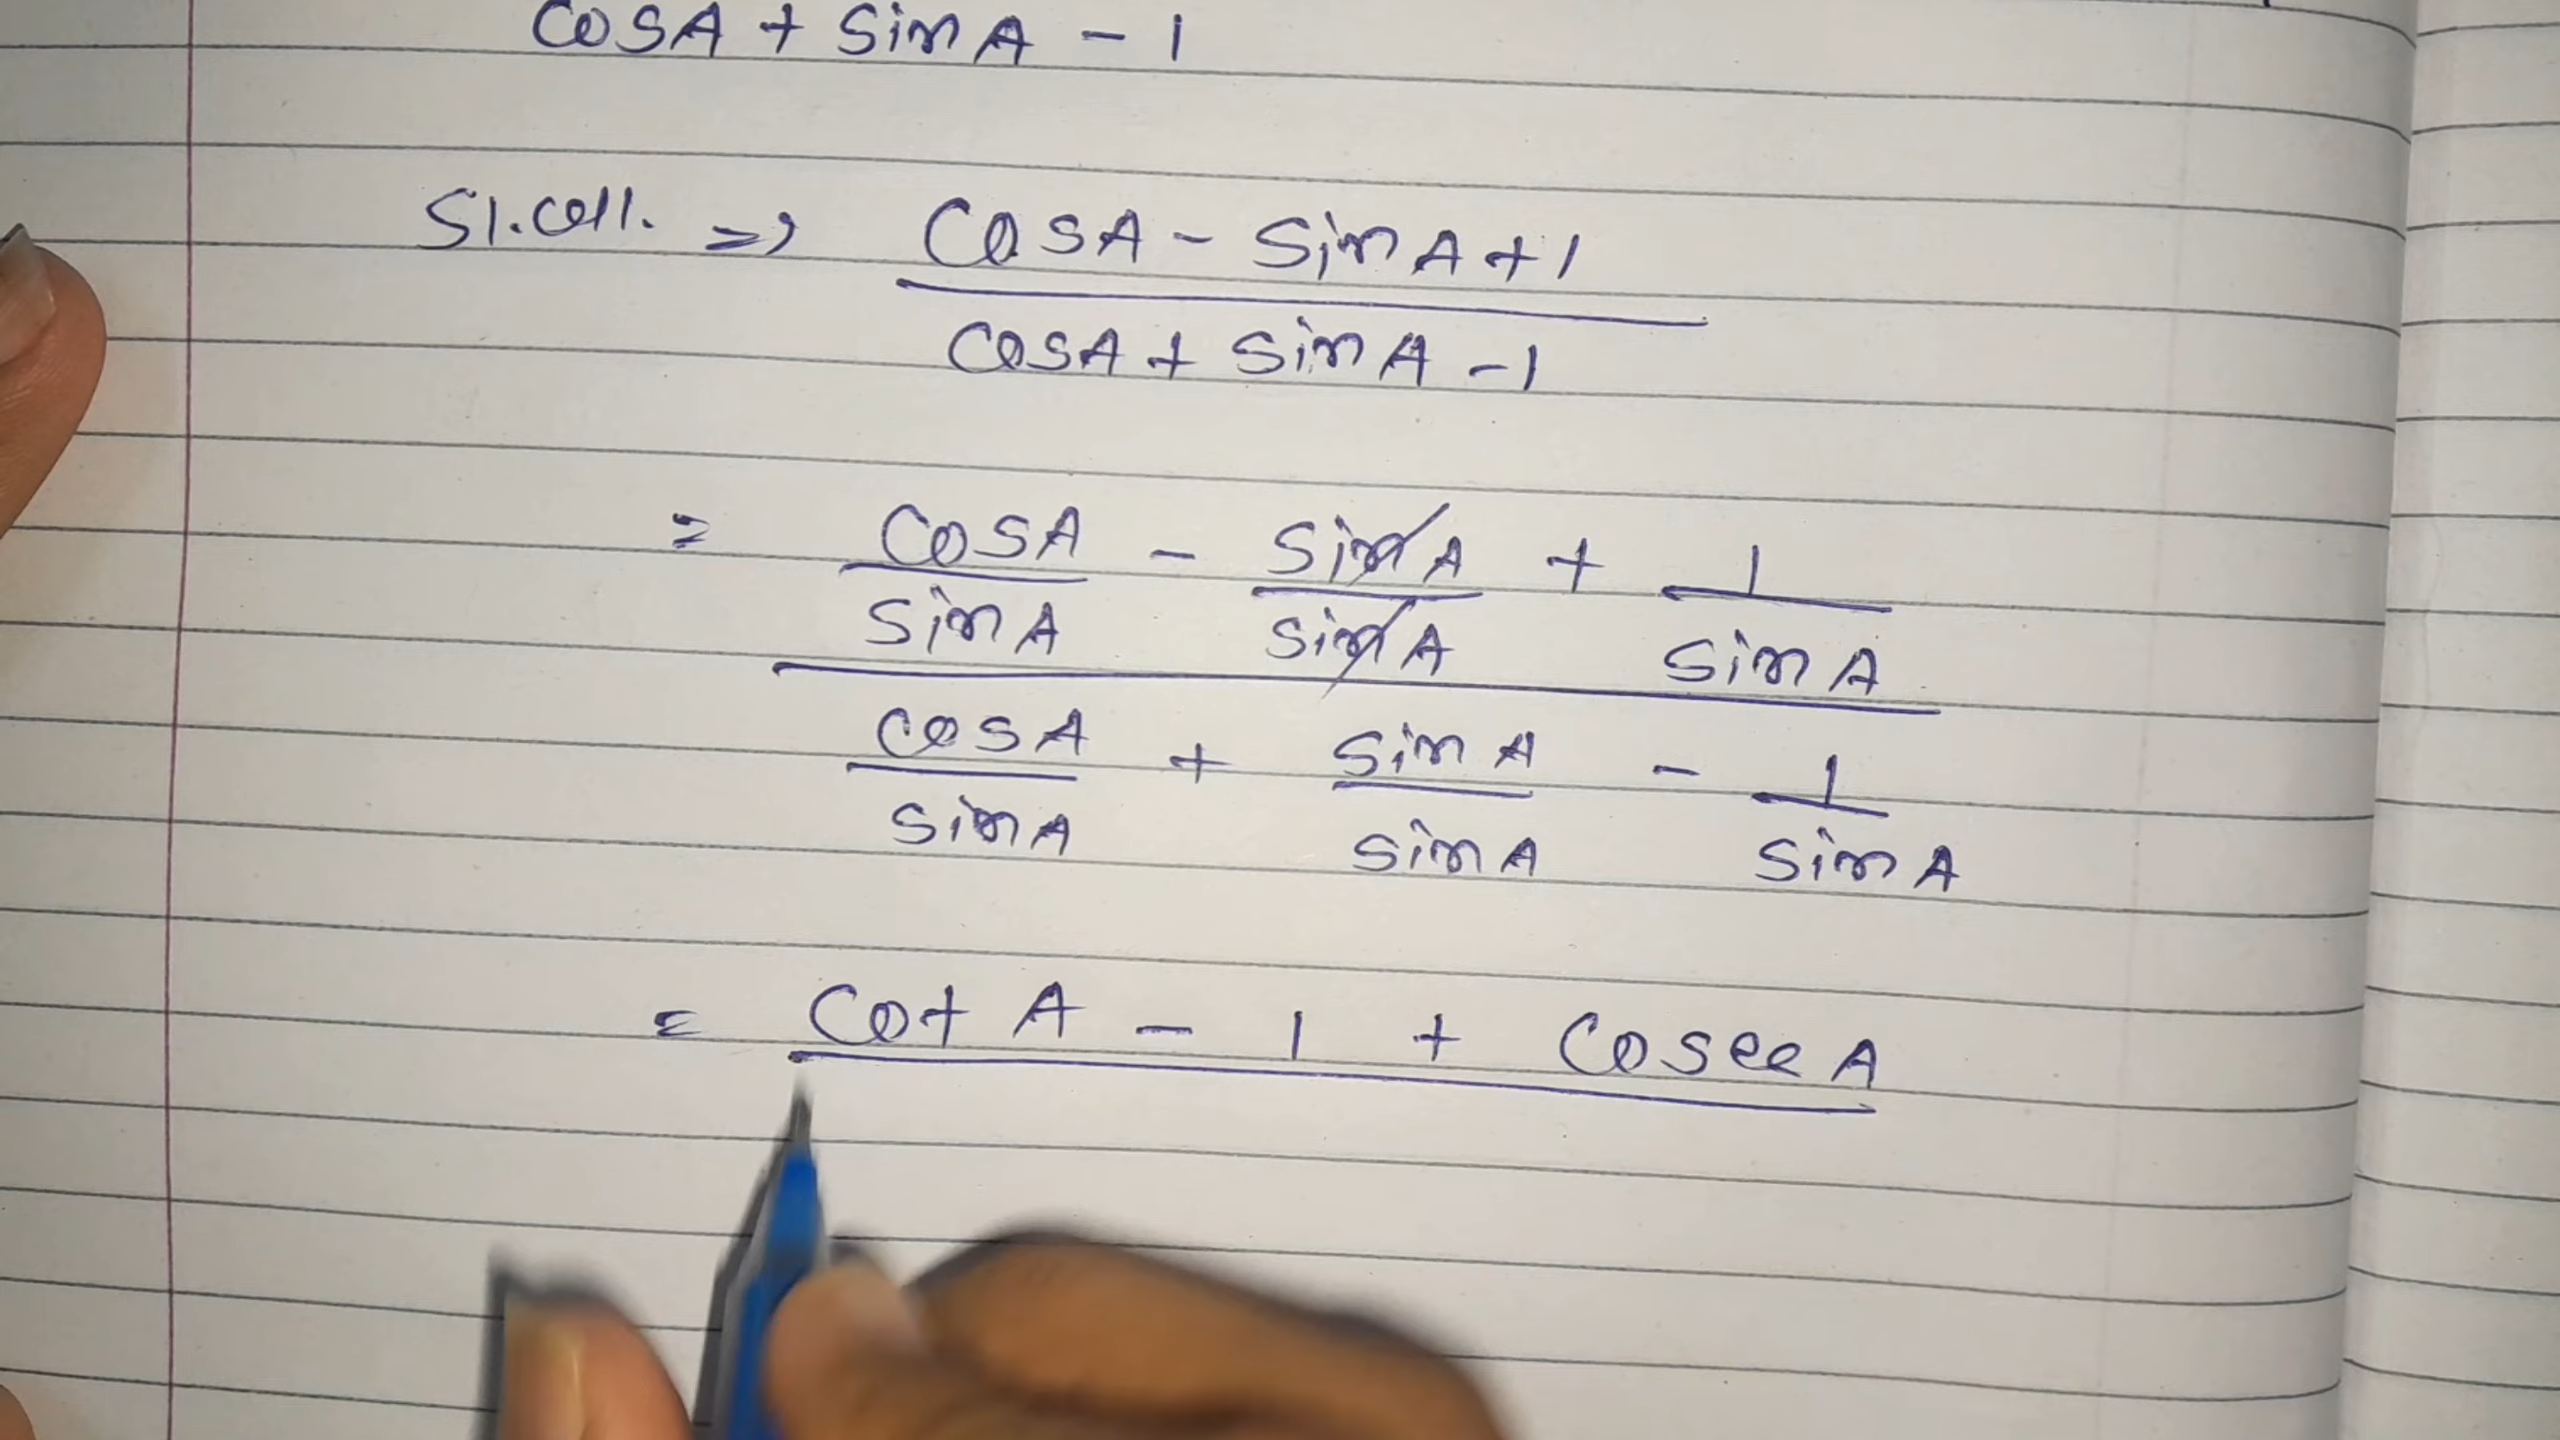 cosA + sinA - 1
Sl.coll. => cosA - sinA + 1
cosA + sinA - 1
= cosA - sinA + 1
sinA sinA sinA
cosA + sinA - 1
sinA sinA sinA
= cot A - 1 + cosec A